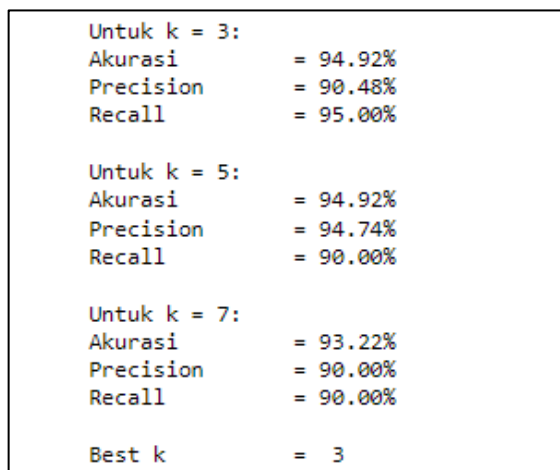 Untuk k = 3:
Akurasi = 94.92%
Precision = 90.48%
Recall = 95.00%
Untuk k = 5:
Akurasi = 94.92%
Precision = 94.74%
Recall = 90.00%
Untuk k = 7:
Akurasi = 93.22%
Precision = 90.00%
Recall = 90.00%
Best k = 3